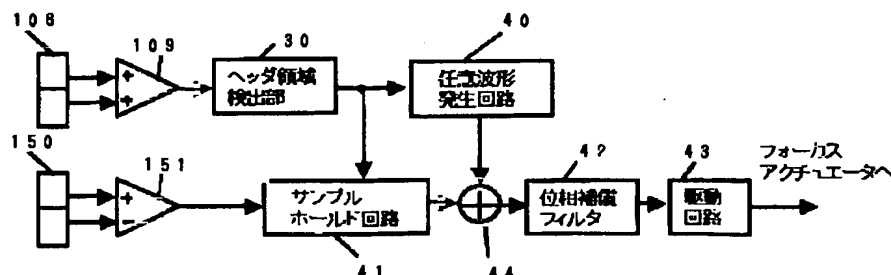 108
109
30
40
ヘッダ領域
検出部
任意波形
発生回路
150
151
42
43
フォーカス
アクチュエータへ
+
+
+
-
サンプル
ホールド回路
位相補償
フィルタ
駆動
回路
41
44